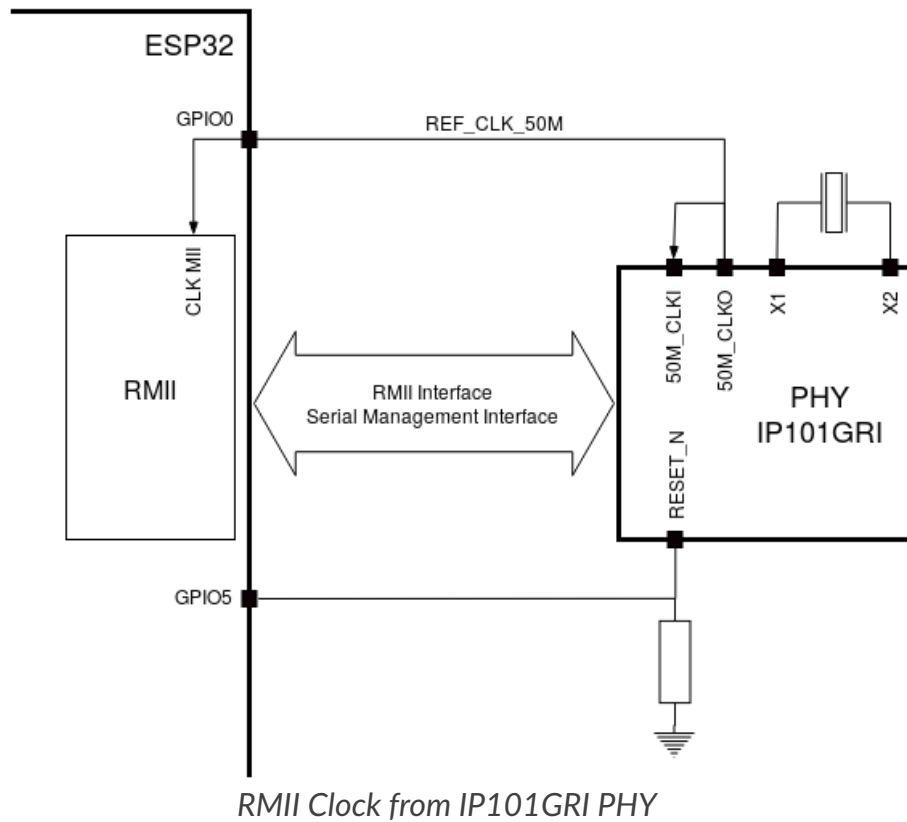 ESP32
GPIO0
REF_CLK_50M
CLK MII
RMII
RMII Interface
Serial Management Interface
50M_CLKI
50M_CLKO
X1
X2
PHY
IP101GRI
RESET_N
GPIO5
RMII Clock from IP101GRI PHY